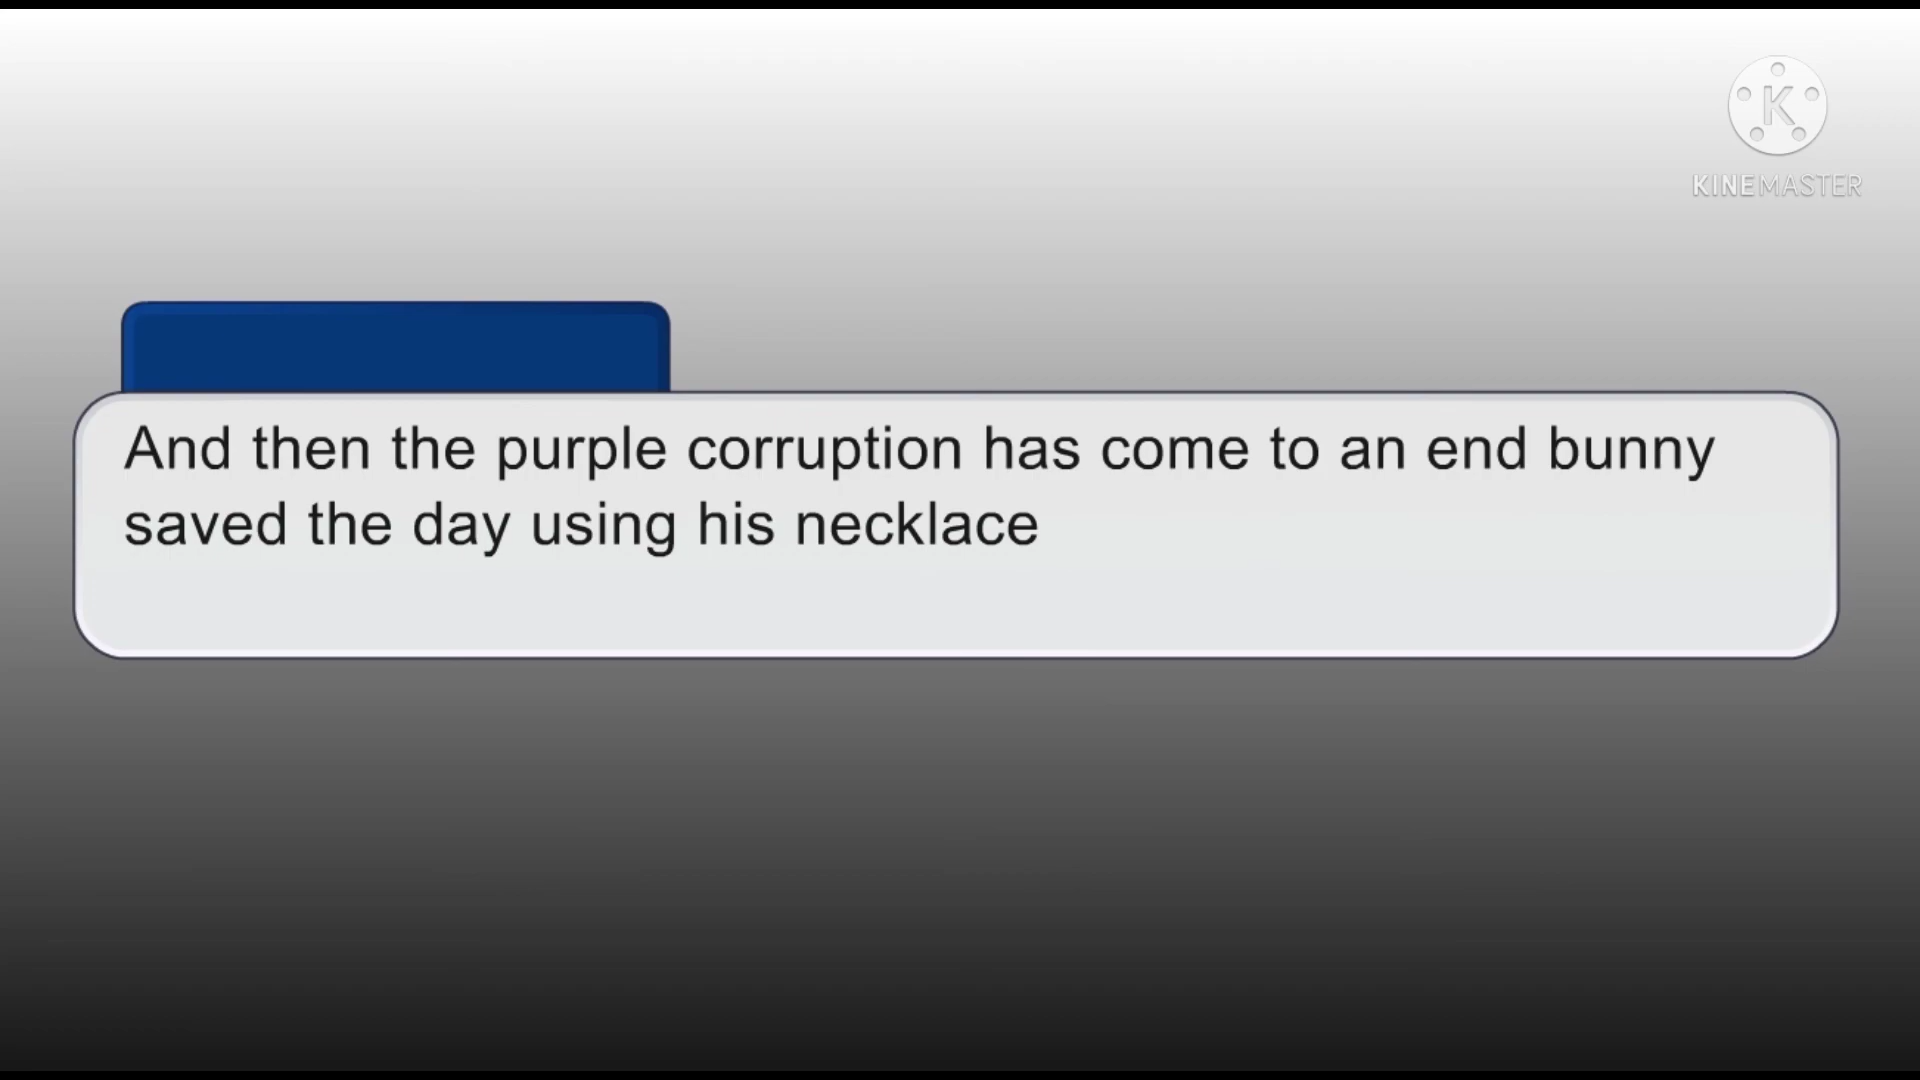 K
KINEMASTER
And then the purple corruption has come to an end bunny
saved the day using his necklace